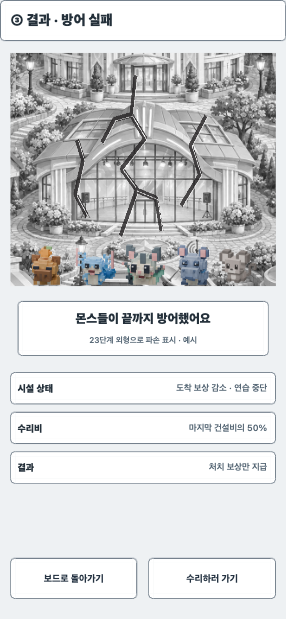 ③ 결과 · 방어 실패
몬스들이 끝까지 방어했어요
23단계 외형으로 파손 표시 · 예시
시설 상태
도착 보상 감소 · 연습 중단
수리비
마지막 건설비의 50%
결과
처치 보상만 지급
보드로 돌아가기
수리하러 가기